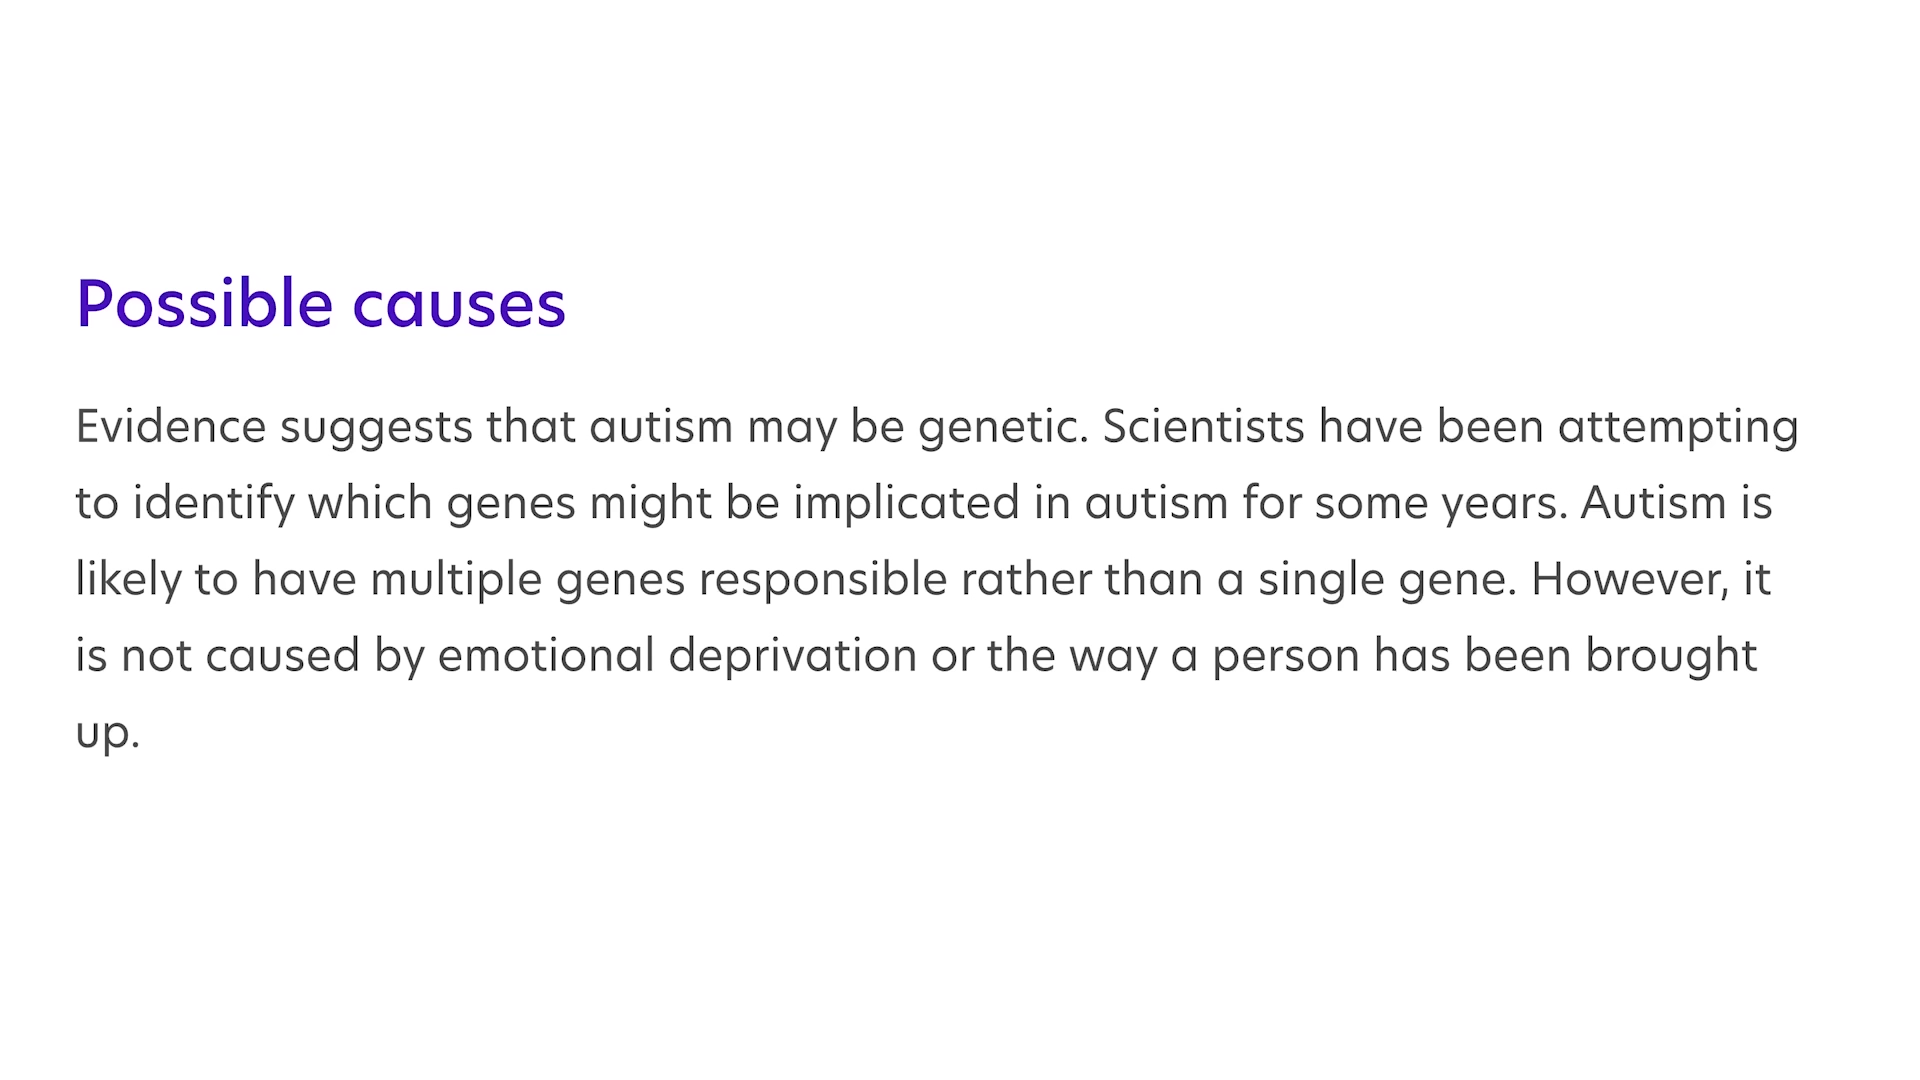 Possible causes
Evidence suggests that autism may be genetic. Scientists have been attempting
to identify which genes might be implicated in autism for some years. Autism is
likely to have multiple genes responsible rather than a single gene. However, it
is not caused by emotional deprivation or the way a person has been brought
up.